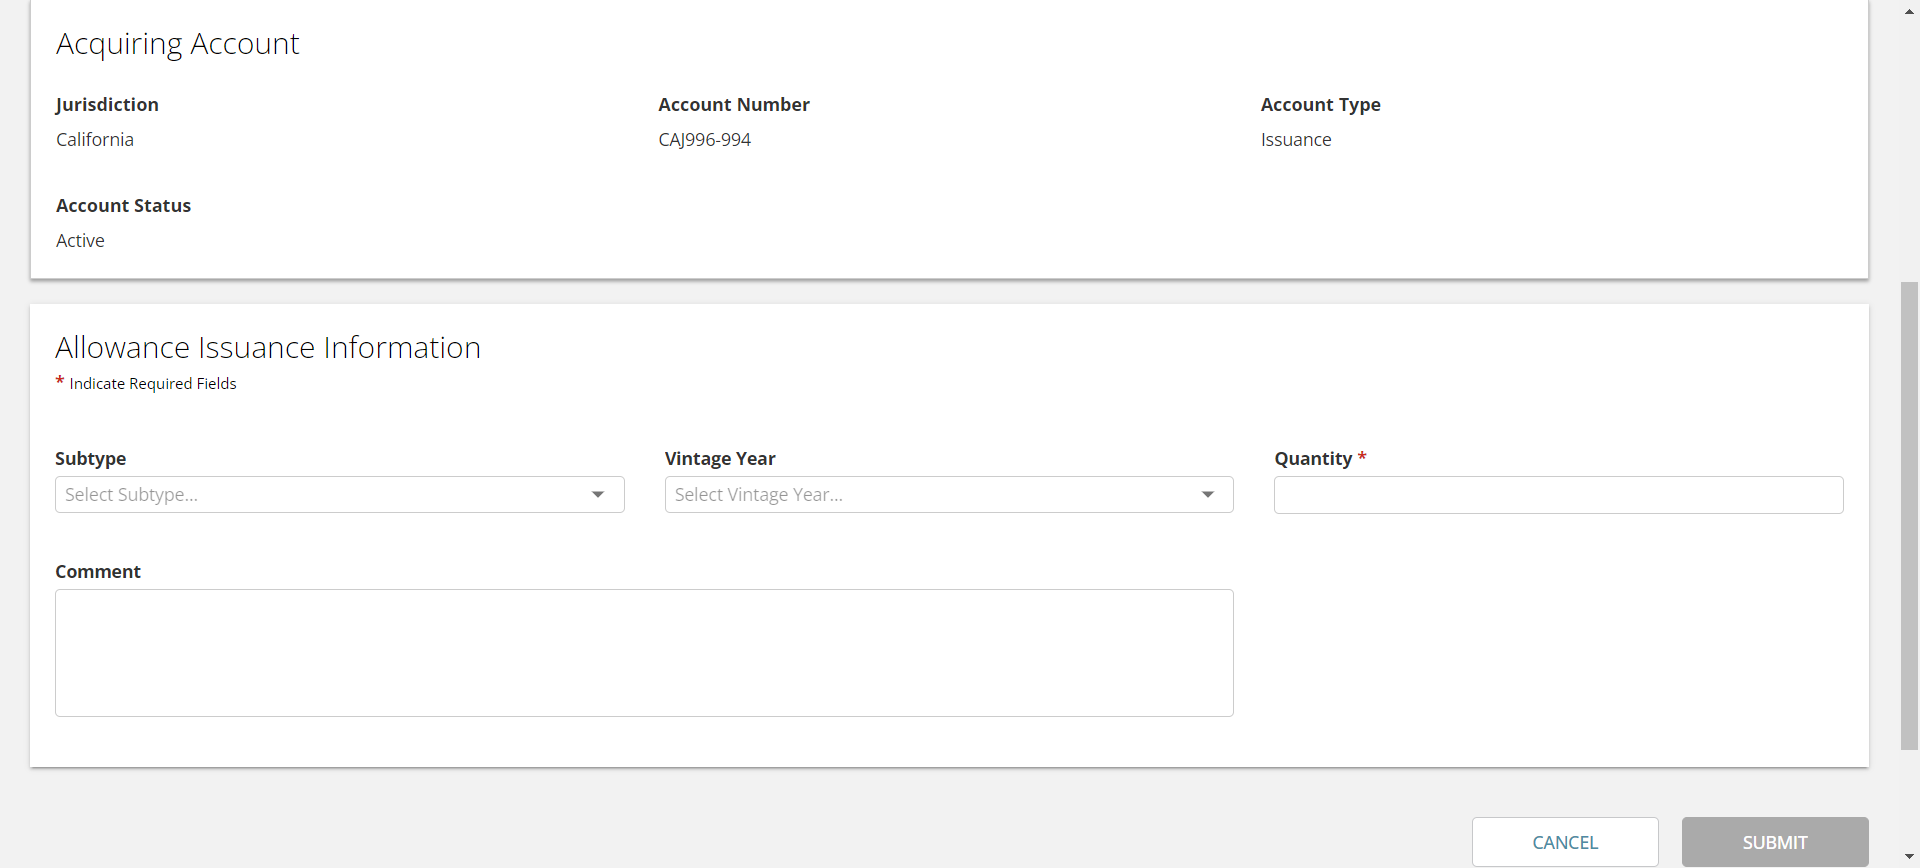 Acquiring Account
Jurisdiction Account Number Account Type
California CAJ996-994 Issuance
Account Status
Active
Allowance Issuance Information
* Indicate Required Fields
Subtype Vintage Year Quantity *
Select Subtype... Select Vintage Year...
Comment
CANCEL SUBMIT